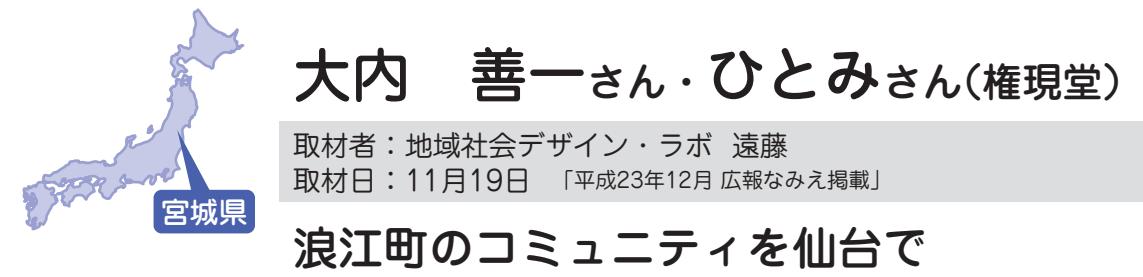 大内　善一さん・ひとみさん（権現堂）
取材者：地域社会デザイン・ラボ　遠藤
取材日：11月19日　「平成23年12月 広報なみえ掲載」
宮城県
浪江町のコミュニティを仙台で